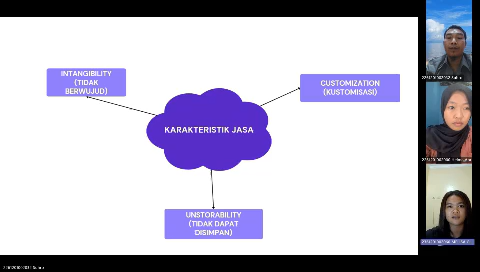 INTANGIBILITY
(TIDAK
BERWUJUD)
CUSTOMIZATION
(KUSTOMISASI)
KARAKTERISTIK JASA
UNSTORABILITY
(TIDAK DAPAT
DISIMPAN)